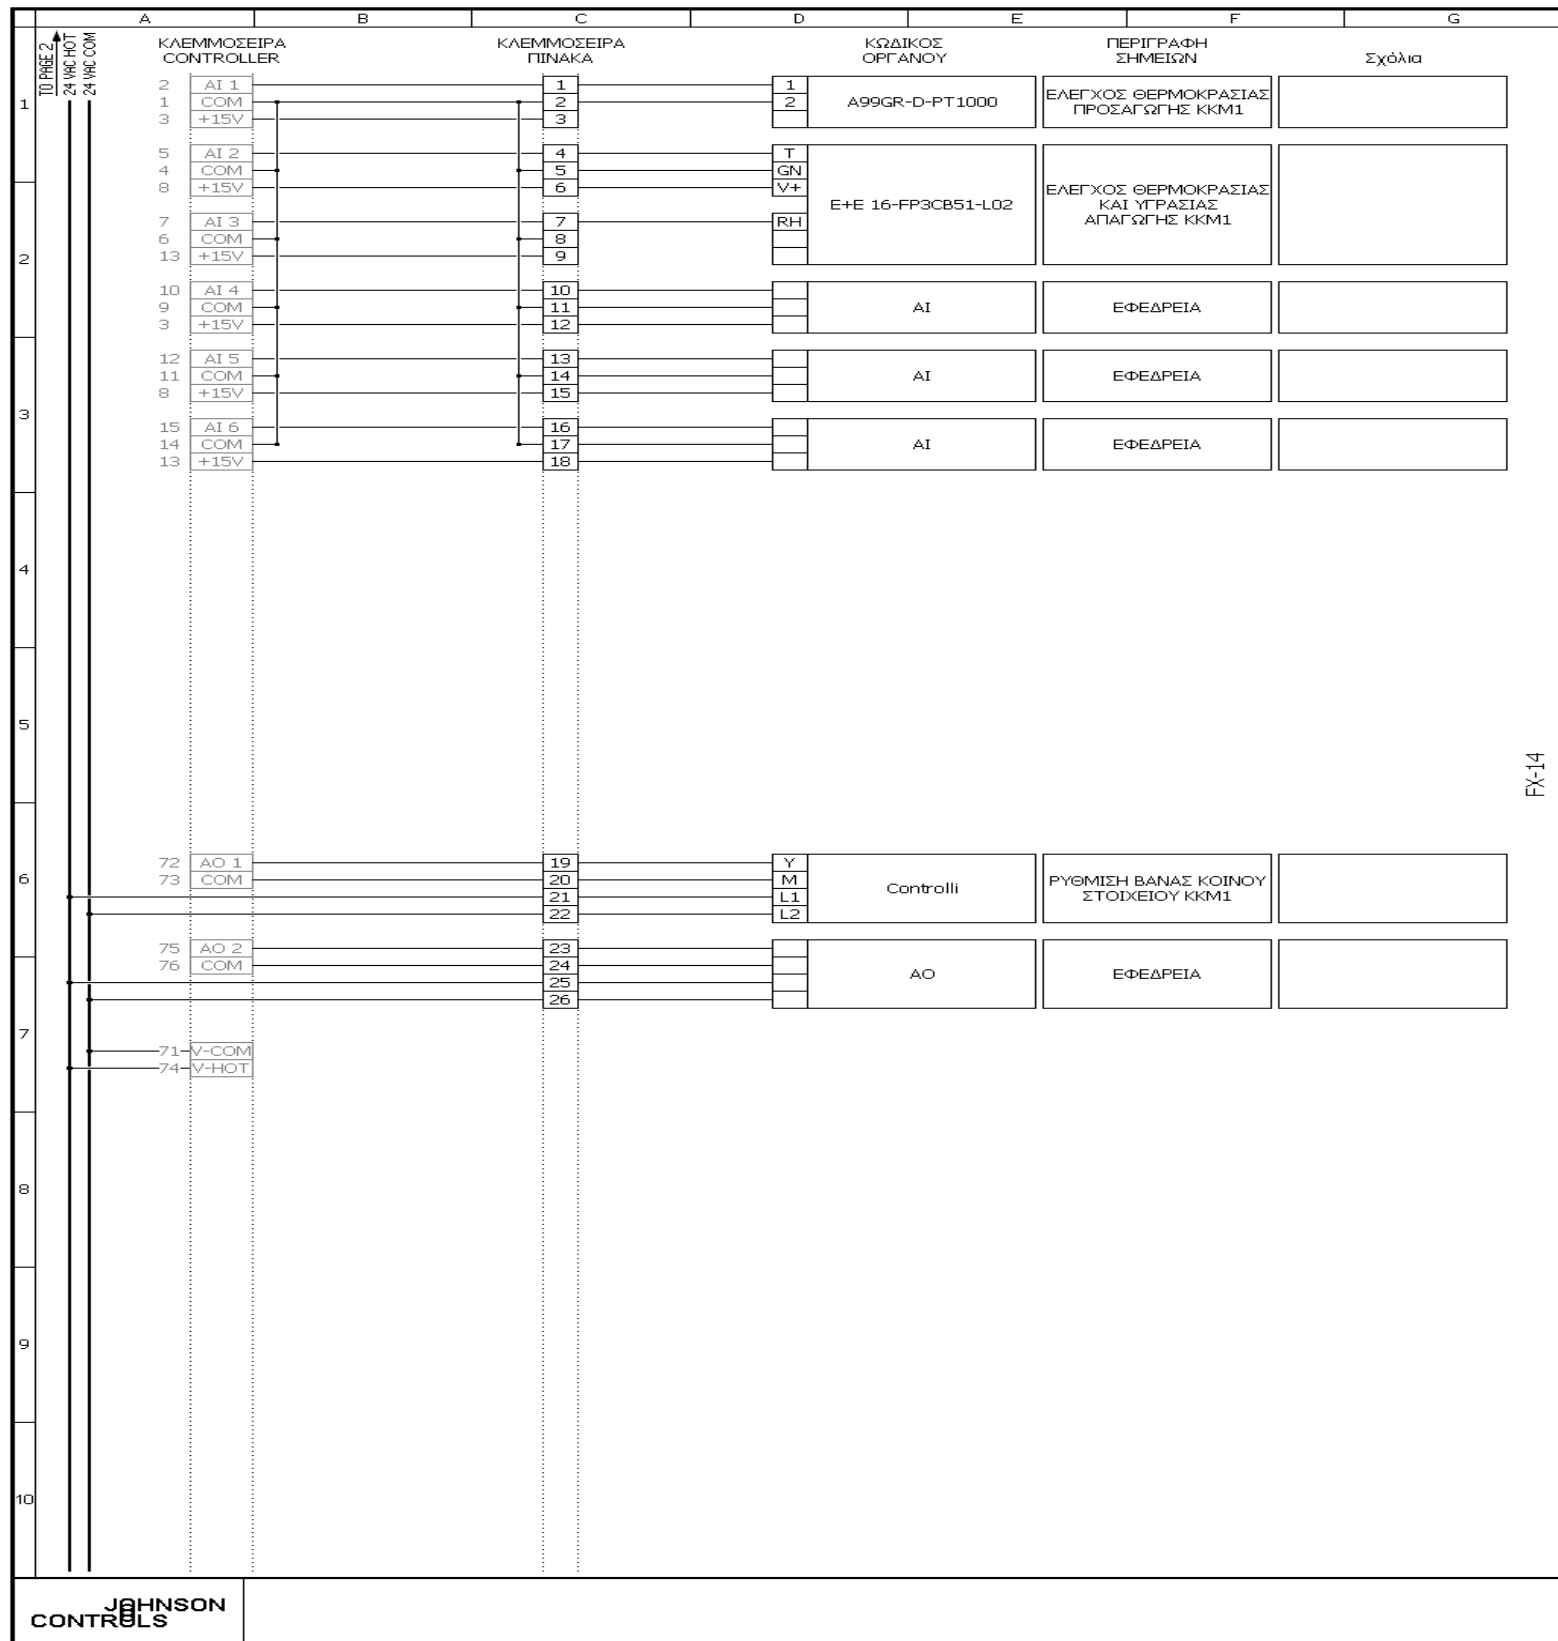 A B C D E F G
TO PAGE 2
24 VAC HOT
24 VAC COM
ΚΛΕΜΜΟΣΕΙΡΑ
CONTROLLER
ΚΛΕΜΜΟΣΕΙΡΑ
ΠΙΝΑΚΑ
ΚΩΔΙΚΟΣ
ΟΡΓΑΝΟΥ
ΠΕΡΙΓΡΑΦΗ
ΣΗΜΕΙΩΝ
Σχόλια
1
2 AI 1 1 1
1 COM 2 2
3 +15V 3
A99GR-D-PT1000
ΕΛΕΓΧΟΣ ΘΕΡΜΟΚΡΑΣΙΑΣ
ΠΡΟΣΑΓΩΓΗΣ ΚΚΜ1
5 AI 2 4 T
4 COM 5 GN
8 +15V 6 V+
7 AI 3 7 RH
6 COM 8
13 +15V 9
E+E 16-FP3CB51-L02
ΕΛΕΓΧΟΣ ΘΕΡΜΟΚΡΑΣΙΑΣ
ΚΑΙ ΥΓΡΑΣΙΑΣ
ΑΠΑΓΩΓΗΣ ΚΚΜ1
2
10 AI 4 10
9 COM 11 AI ΕΦΕΔΡΕΙΑ
3 +15V 12
12 AI 5 13
11 COM 14 AI ΕΦΕΔΡΕΙΑ
8 +15V 15
3
15 AI 6 16
14 COM 17 AI ΕΦΕΔΡΕΙΑ
13 +15V 18
4
5
FX-14
6
72 AO 1 19 Y
73 COM 20 M
21 L1
22 L2
Controlli
ΡΥΘΜΙΣΗ ΒΑΝΑΣ ΚΟΙΝΟΥ
ΣΤΟΙΧΕΙΟΥ ΚΚΜ1
75 AO 2 23
76 COM 24
25
26
AO ΕΦΕΔΡΕΙΑ
7
71 V-COM
74 V-HOT
8
9
10
JOHNSON
CONTROLS